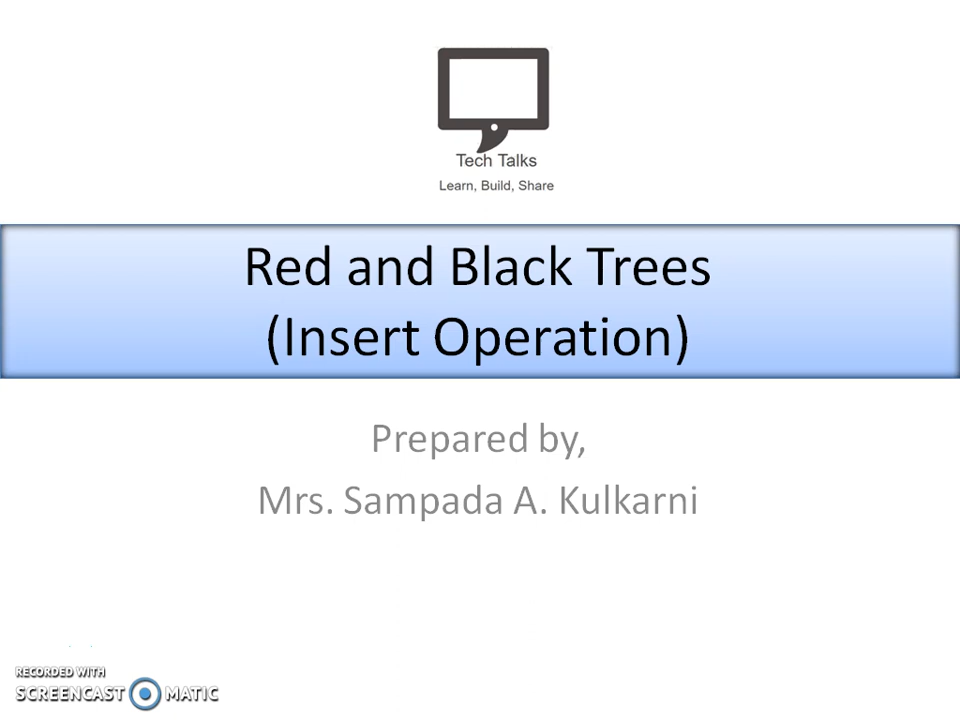 Tech Talks
Learn, Build, Share
Red and Black Trees
(Insert Operation)
Prepared by,
Mrs. Sampada A. Kulkarni
RECORDED WITH
SCREENCAST MATIC